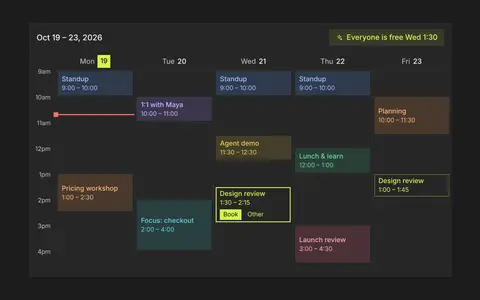 Oct 19 – 23, 2026
Everyone is free Wed 1:30
Mon 19
Tue 20
Wed 21
Thu 22
Fri 23
9am
10am
11am
12pm
1pm
2pm
3pm
4pm
Standup
9:00 – 10:00
Pricing workshop
1:00 – 2:30
1:1 with Maya
10:00 – 11:00
Focus: checkout
2:00 – 4:00
Standup
9:00 – 10:00
Agent demo
11:30 – 12:30
Design review
1:30 – 2:15
Book Other
Standup
9:00 – 10:00
Lunch & learn
12:00 – 1:00
Launch review
3:00 – 4:30
Planning
10:00 – 11:30
Design review
1:00 – 1:45